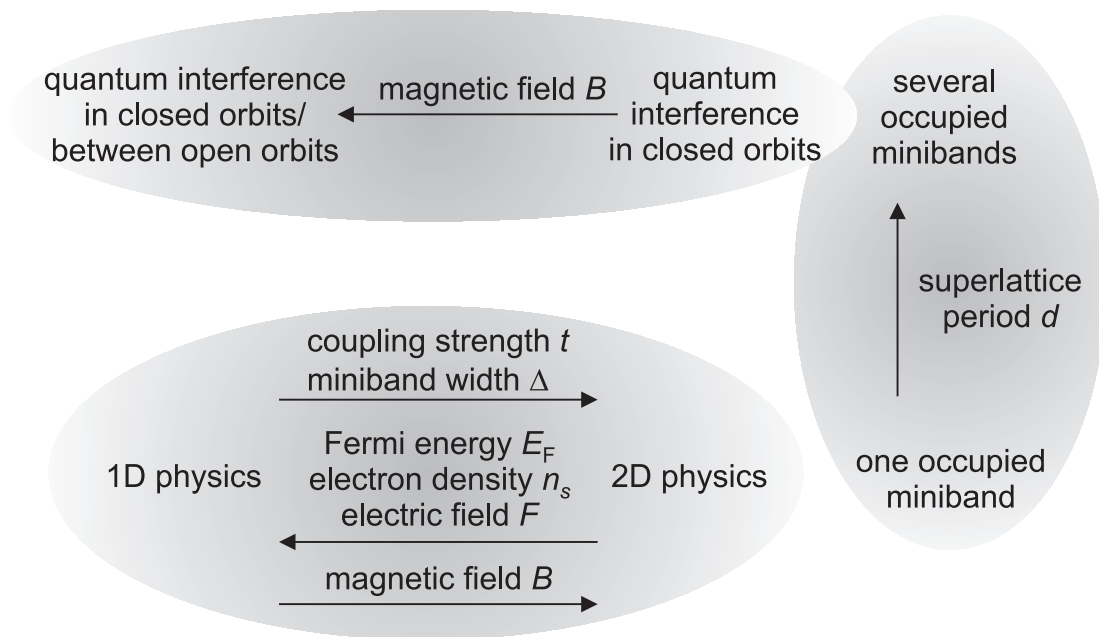 quantum interference
in closed orbits/
between open orbits
magnetic field B
quantum
interference
in closed orbits
several
occupied
minibands
superlattice
period d
one occupied
miniband
coupling strength t
miniband width Δ
1D physics
Fermi energy E_F
electron density n_s
electric field F
2D physics
magnetic field B